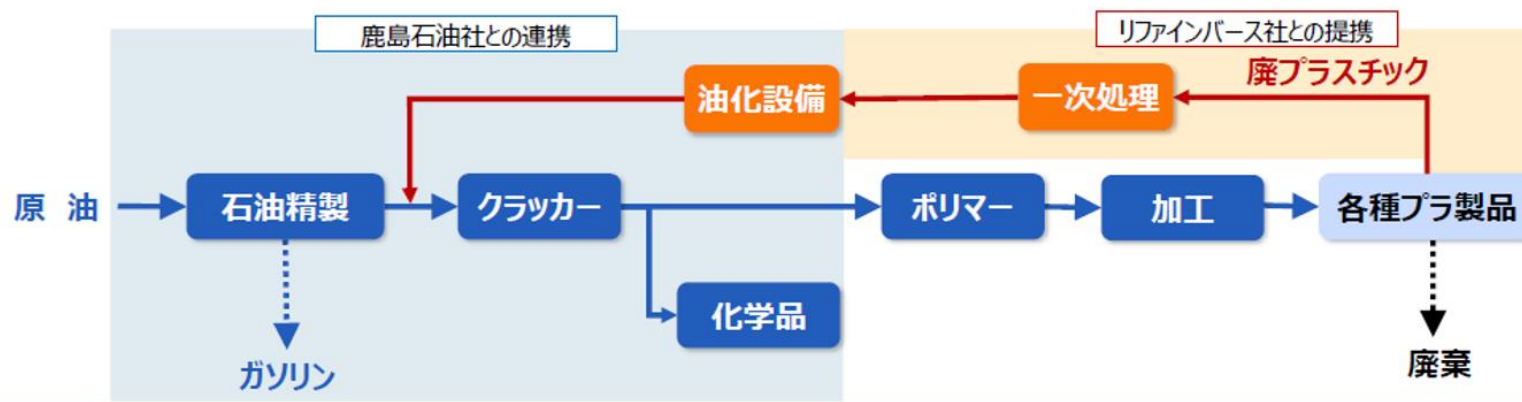 鹿島石油社との連携
リファインバース社との提携
廃プラスチック
油化設備
一次処理
原 油
石油精製
クラッカー
ポリマー
加工
各種プラ製品
化学品
ガソリン
廃棄